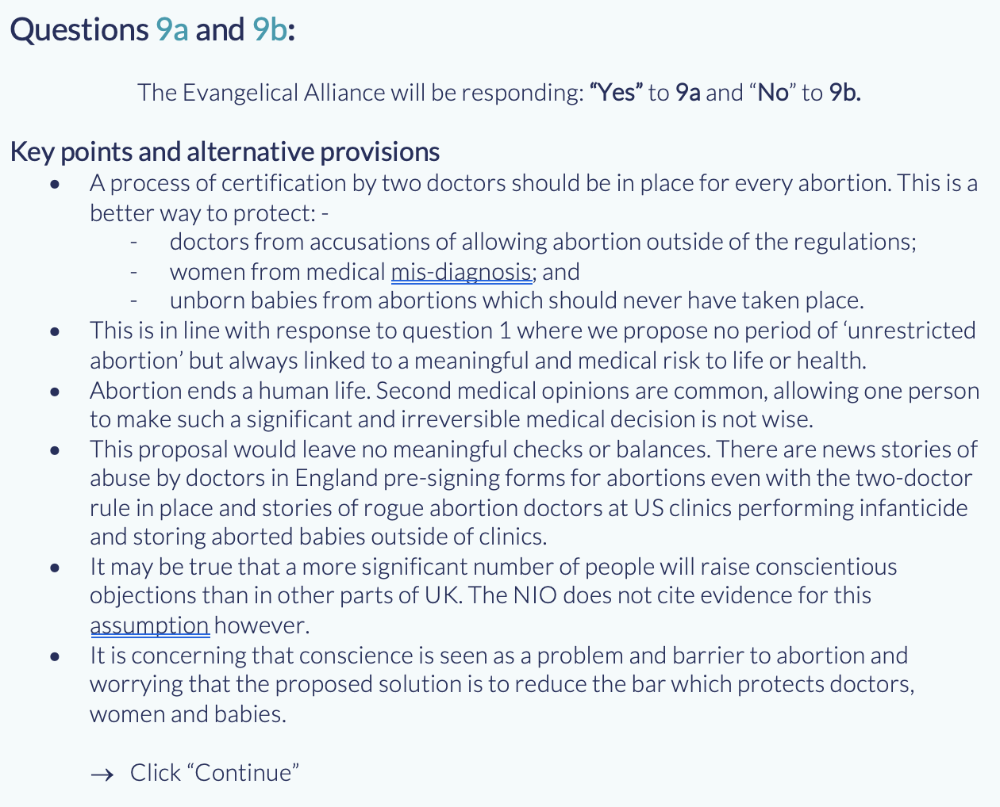 Questions 9a and 9b:
The Evangelical Alliance will be responding: “Yes” to 9a and “No” to 9b.
Key points and alternative provisions
• A process of certification by two doctors should be in place for every abortion. This is a
better way to protect: -
- doctors from accusations of allowing abortion outside of the regulations;
- women from medical mis-diagnosis; and
- unborn babies from abortions which should never have taken place.
• This is in line with response to question 1 where we propose no period of ‘unrestricted
abortion’ but always linked to a meaningful and medical risk to life or health.
• Abortion ends a human life. Second medical opinions are common, allowing one person
to make such a significant and irreversible medical decision is not wise.
• This proposal would leave no meaningful checks or balances. There are news stories of
abuse by doctors in England pre-signing forms for abortions even with the two-doctor
rule in place and stories of rogue abortion doctors at US clinics performing infanticide
and storing aborted babies outside of clinics.
• It may be true that a more significant number of people will raise conscientious
objections than in other parts of UK. The NIO does not cite evidence for this
assumption however.
• It is concerning that conscience is seen as a problem and barrier to abortion and
worrying that the proposed solution is to reduce the bar which protects doctors,
women and babies.
→ Click “Continue”